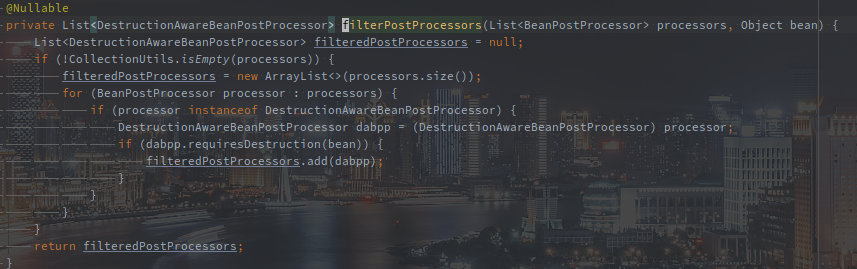 @Nullable
private List<DestructionAwareBeanPostProcessor> filterPostProcessors(List<BeanPostProcessor> processors, Object bean) {
List<DestructionAwareBeanPostProcessor> filteredPostProcessors = null;
if (!CollectionUtils.isEmpty(processors)) {
filteredPostProcessors = new ArrayList<>(processors.size());
for (BeanPostProcessor processor : processors) {
if (processor instanceof DestructionAwareBeanPostProcessor) {
DestructionAwareBeanPostProcessor dabpp = (DestructionAwareBeanPostProcessor) processor;
if (dabpp.requiresDestruction(bean)) {
filteredPostProcessors.add(dabpp);
}
}
}
}
return filteredPostProcessors;
}